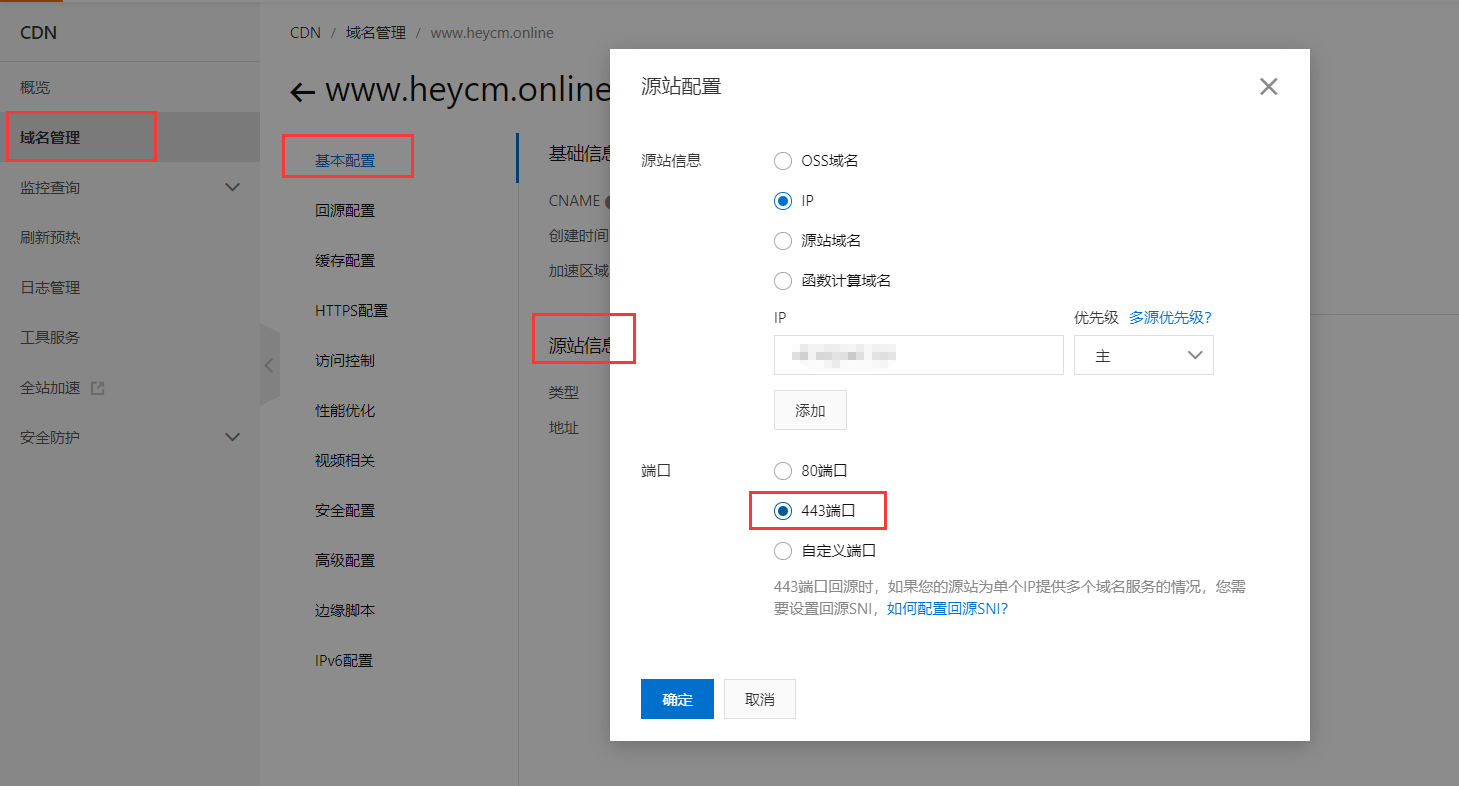 CDN
概览
域名管理
监控查询
刷新预热
日志管理
工具服务
全站加速
安全防护
CDN / 域名管理 / www.heycm.online
www.heycm.online
基本配置
回源配置
缓存配置
HTTPS配置
访问控制
性能优化
视频相关
安全配置
高级配置
边缘脚本
IPv6配置
基础信息
CNAME
创建时间
加速区域
源站信息
类型
地址
源站配置
源站信息
OSS域名
IP
源站域名
函数计算域名
IP 优先级 多源优先级?
主
添加
端口
80端口
443端口
自定义端口
443端口回源时，如果您的源站为单个IP提供多个域名服务的情况，您需
要设置回源SNI，如何配置回源SNI?
确定 取消